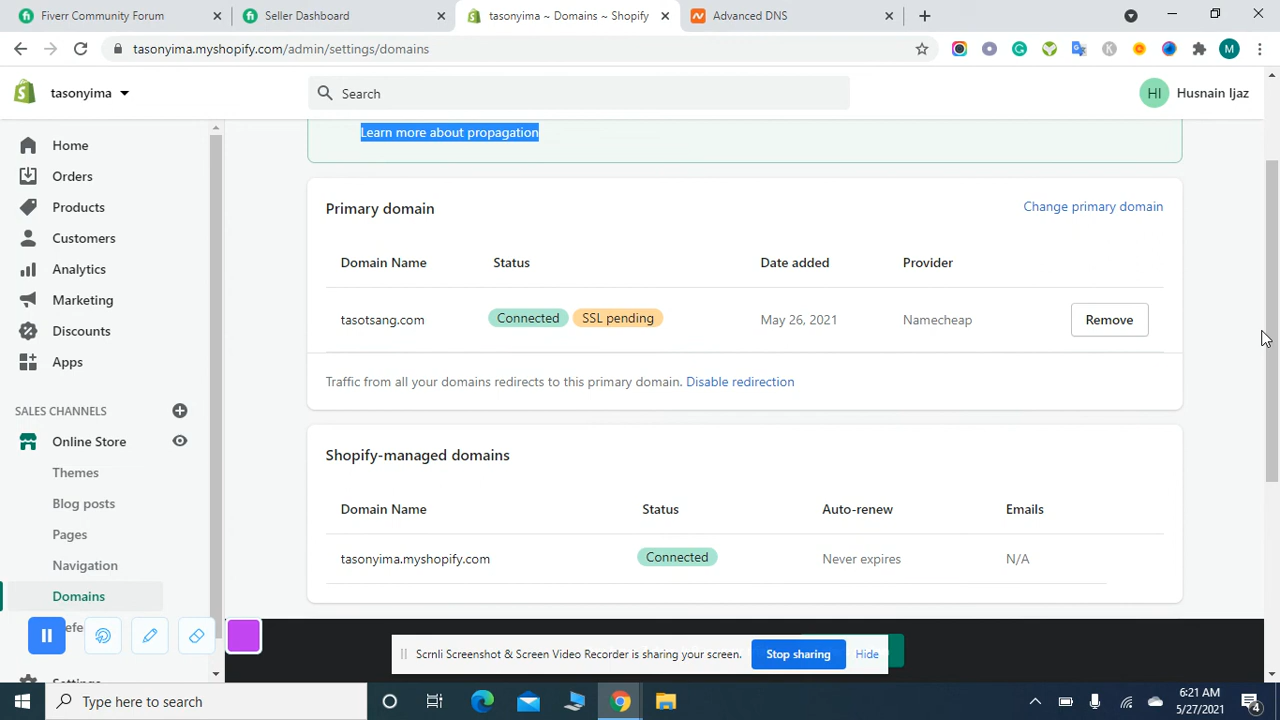 Fiverr Community Forum
Seller Dashboard
tasonyima ~ Domains ~ Shopify
Advanced DNS
tasonyima.myshopify.com/admin/settings/domains
tasonyima
Search
HI Husnain Ijaz
Home
Orders
Products
Customers
Analytics
Marketing
Discounts
Apps
SALES CHANNELS
Online Store
Themes
Blog posts
Pages
Navigation
Domains
Learn more about propagation
Primary domain
Change primary domain
Domain Name Status Date added Provider
tasotsang.com Connected SSL pending May 26, 2021 Namecheap Remove
Traffic from all your domains redirects to this primary domain. Disable redirection
Shopify-managed domains
Domain Name Status Auto-renew Emails
tasonyima.myshopify.com Connected Never expires N/A
Scrnli Screenshot & Screen Video Recorder is sharing your screen. Stop sharing Hide
Type here to search
6:21 AM
5/27/2021
4